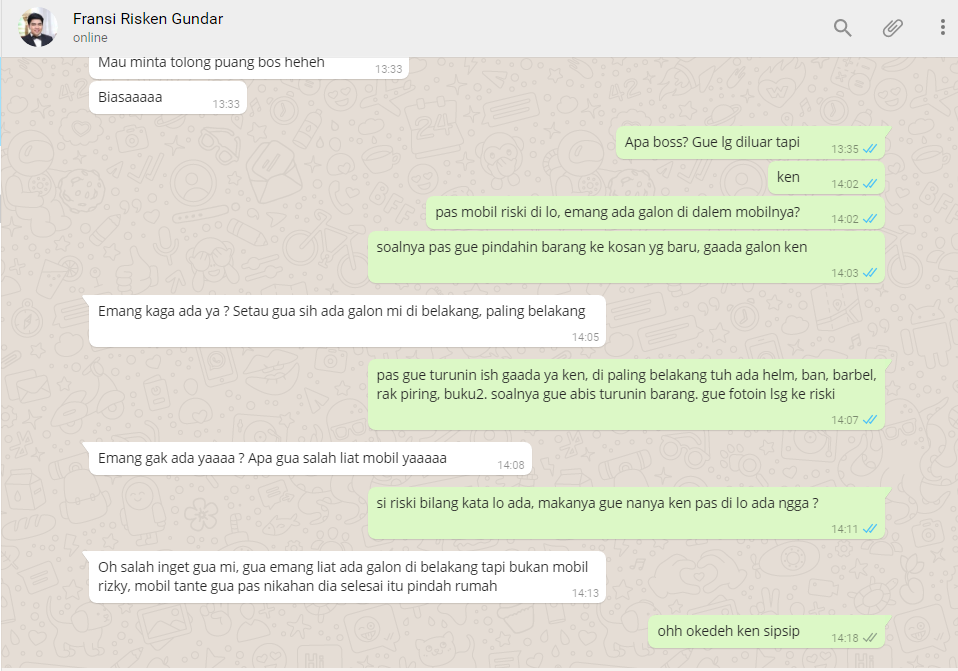 Fransi Risken Gundar
online
Mau minta tolong puang bos heheh
13:33
Biasaaaaa
13:33
Apa boss? Gue lg diluar tapi
13:35
ken
14:02
pas mobil riski di lo, emang ada galon di dalem mobilnya?
14:02
soalnya pas gue pindahin barang ke kosan yg baru, gaada galon ken
14:03
Emang kaga ada ya ? Setau gua sih ada galon mi di belakang, paling belakang
14:05
pas gue turunin ish gaada ya ken, di paling belakang tuh ada helm, ban, barbel,
rak piring, buku2. soalnya gue abis turunin barang. gue fotoin lsg ke riski
14:07
Emang gak ada yaaaa ? Apa gua salah liat mobil yaaaaa
14:08
si riski bilang kata lo ada, makanya gue nanya ken pas di lo ada ngga ?
14:11
Oh salah inget gua mi, gua emang liat ada galon di belakang tapi bukan mobil
rizky, mobil tante gua pas nikahan dia selesai itu pindah rumah
14:13
ohh okedeh ken sipsip
14:18